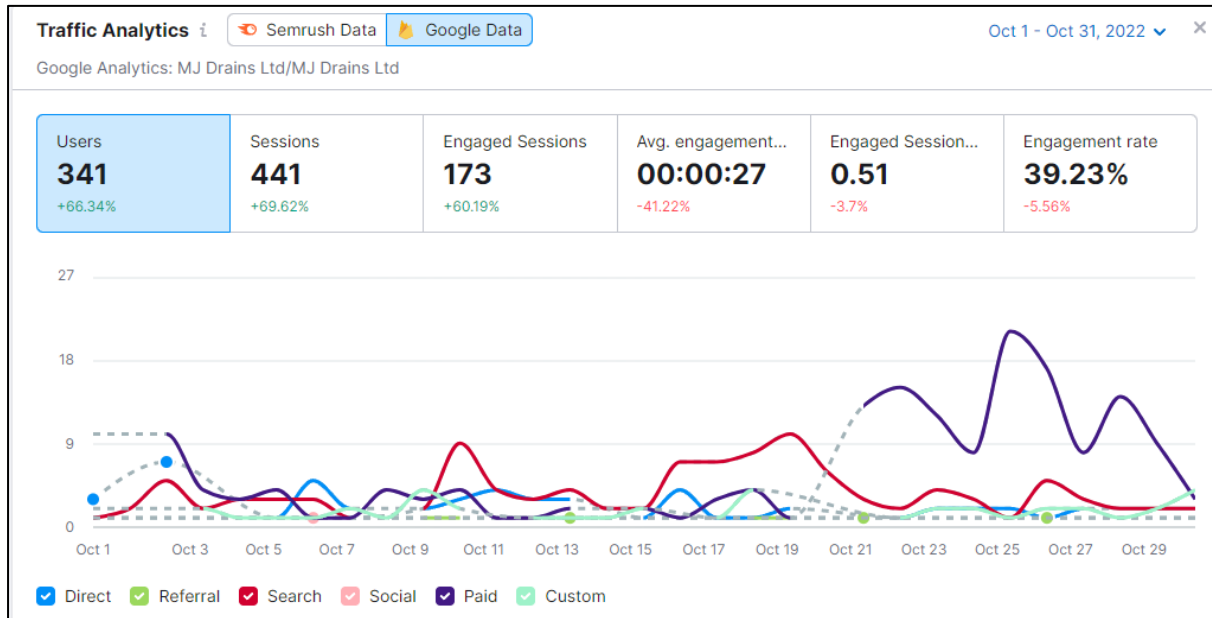 Traffic Analytics i Semrush Data Google Data Oct 1 - Oct 31, 2022
Google Analytics: MJ Drains Ltd/MJ Drains Ltd
Users Sessions Engaged Sessions Avg. engagement... Engaged Session... Engagement rate
341 441 173 00:00:27 0.51 39.23%
+66.34% +69.62% +60.19% -41.22% -3.7% -5.56%
27
18
9
0
Oct 1 Oct 3 Oct 5 Oct 7 Oct 9 Oct 11 Oct 13 Oct 15 Oct 17 Oct 19 Oct 21 Oct 23 Oct 25 Oct 27 Oct 29
Direct Referral Search Social Paid Custom